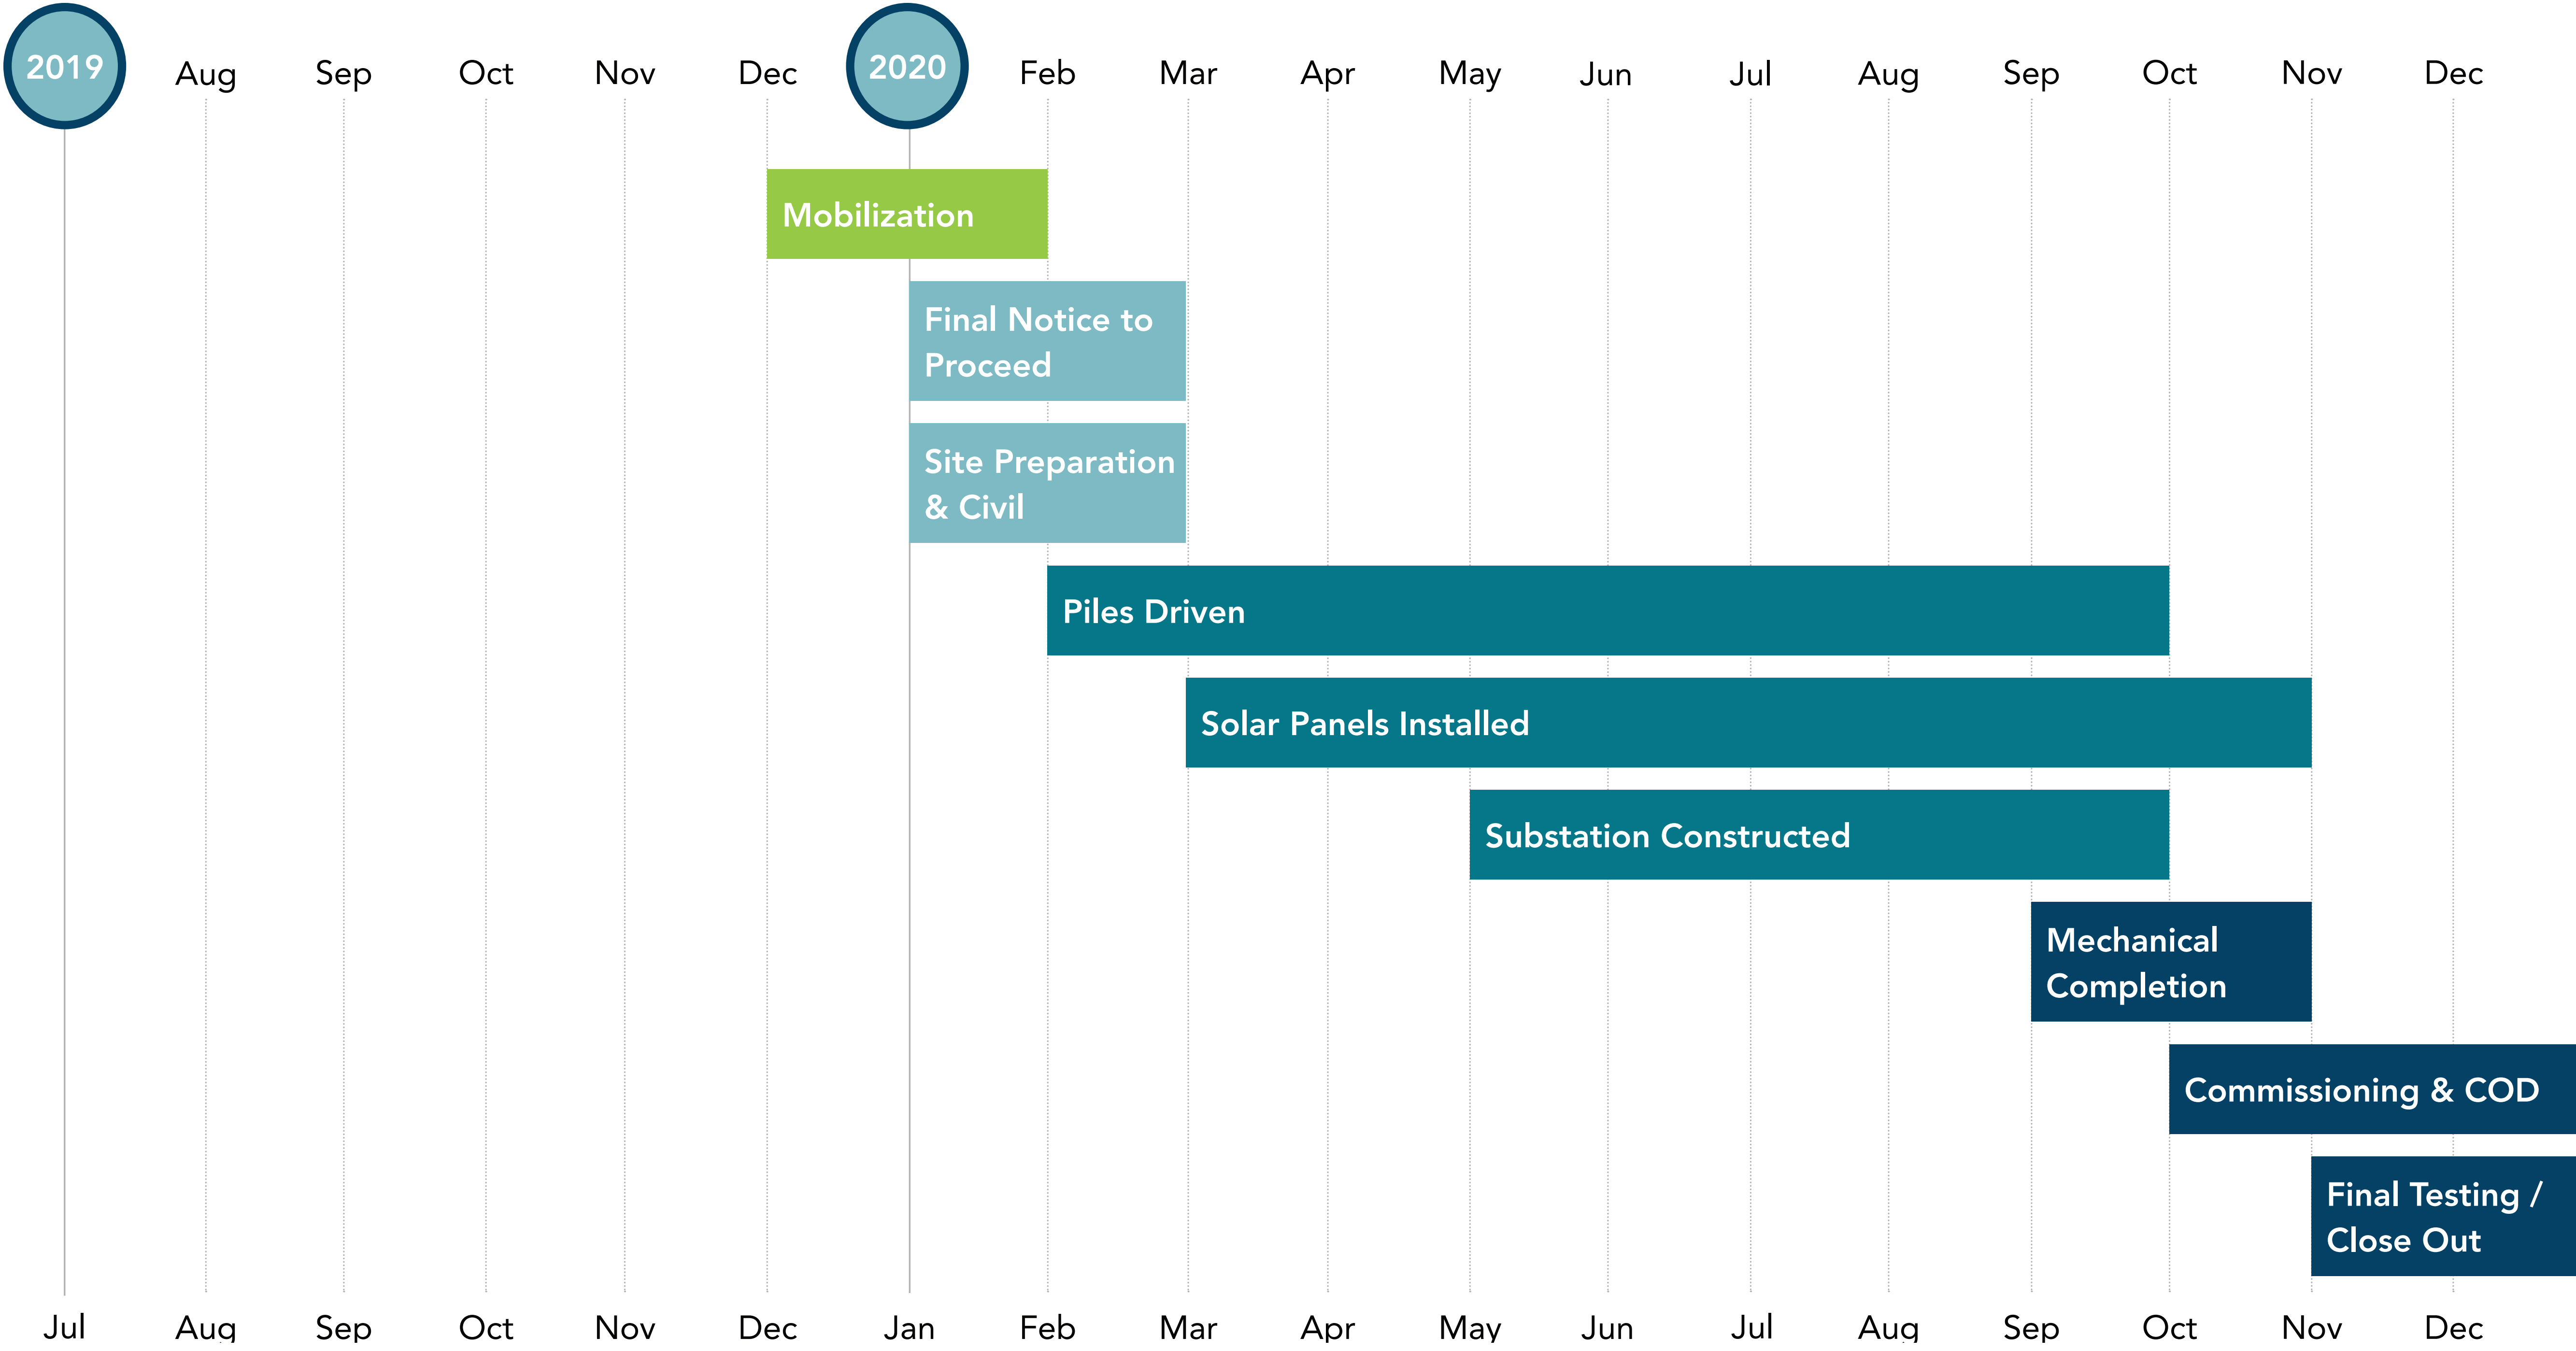 2019 Aug Sep Oct Nov Dec 2020 Feb Mar Apr May Jun Jul Aug Sep Oct Nov Dec
Mobilization
Final Notice to
Proceed
Site Preparation
& Civil
Piles Driven
Solar Panels Installed
Substation Constructed
Mechanical
Completion
Commissioning & COD
Final Testing /
Close Out
Jul Aug Sep Oct Nov Dec Jan Feb Mar Apr May Jun Jul Aug Sep Oct Nov Dec